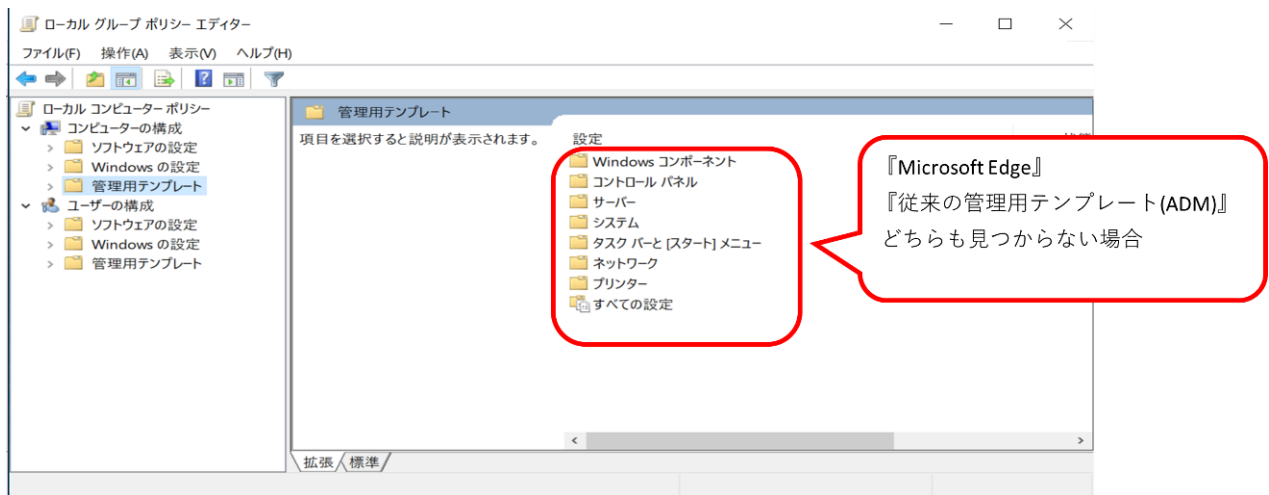 ローカル グループ ポリシー エディター
ファイル(F) 操作(A) 表示(V) ヘルプ(H)
ローカル コンピューター ポリシー
コンピューターの構成
ソフトウェアの設定
Windows の設定
管理用テンプレート
ユーザーの構成
ソフトウェアの設定
Windows の設定
管理用テンプレート
管理用テンプレート
項目を選択すると説明が表示されます。
設定
Windows コンポーネント
コントロール パネル
サーバー
システム
タスク バーと [スタート] メニュー
ネットワーク
プリンター
すべての設定
『Microsoft Edge』
『従来の管理用テンプレート(ADM)』
どちらも見つからない場合
拡張 標準